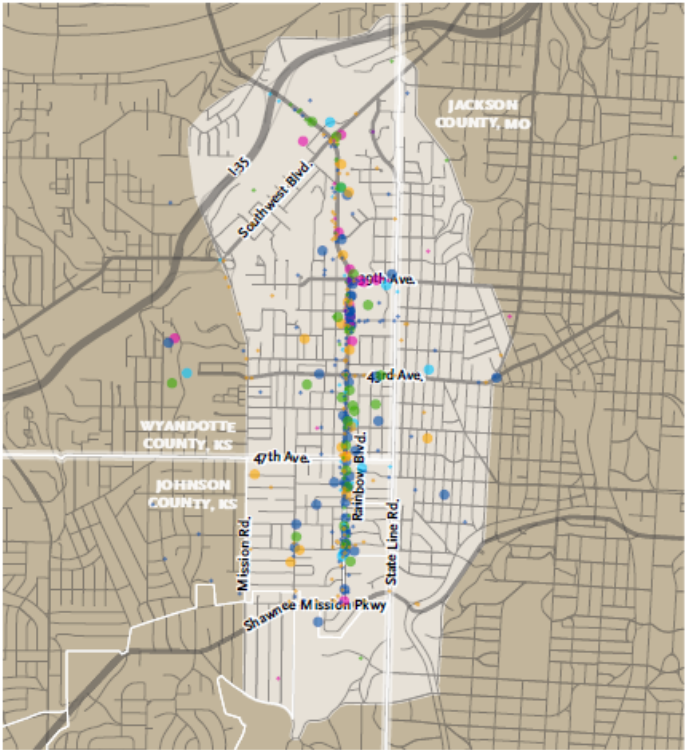 JACKSON
COUNTY, MO
I-35
Southwest Blvd.
39th Ave.
43rd Ave.
WYANDOTTE
COUNTY, KS
47th Ave.
JOHNSON
COUNTY, KS
Rainbow Blvd.
Mission Rd.
State Line Rd.
Shawnee Mission Pkwy